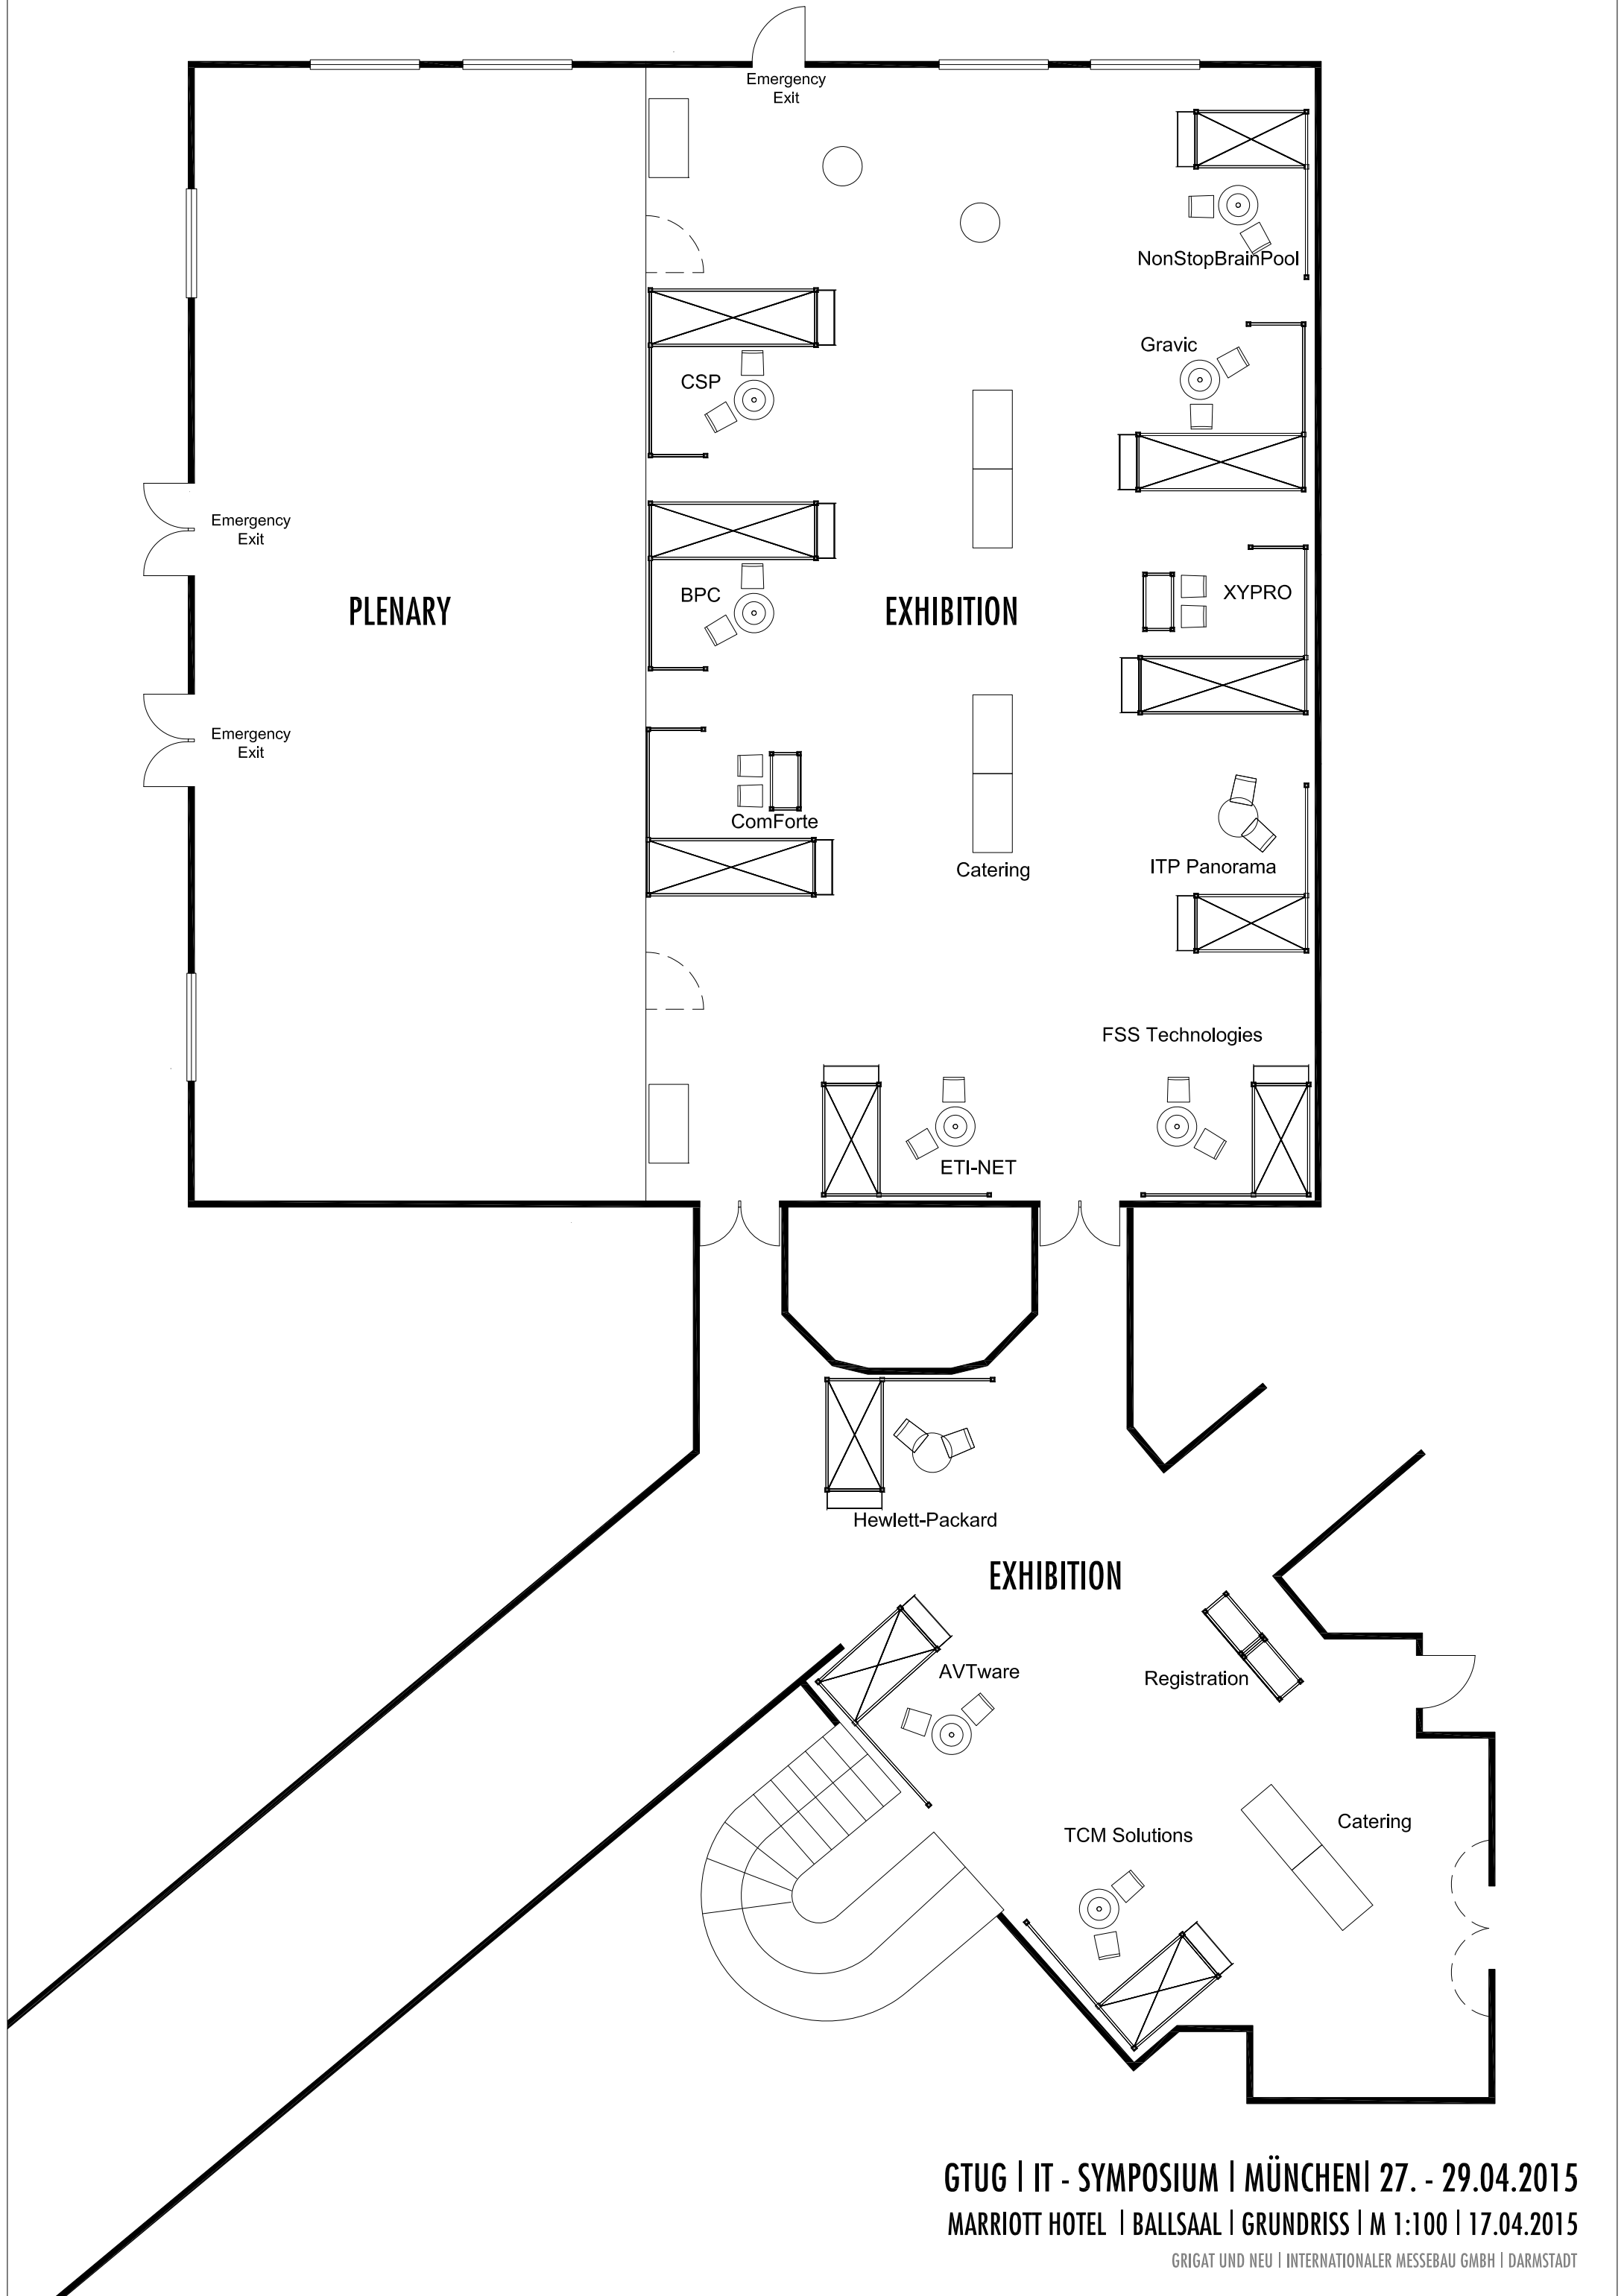 Emergency
Exit
NonStopBrainPool
Gravic
CSP
Emergency
Exit
PLENARY
BPC
EXHIBITION
XYPRO
Emergency
Exit
ComForte
Catering
ITP Panorama
FSS Technologies
ETI-NET
Hewlett-Packard
EXHIBITION
AVTware
Registration
TCM Solutions
Catering
GTUG | IT - SYMPOSIUM | MÜNCHEN| 27. - 29.04.2015
MARRIOTT HOTEL | BALLSAAL | GRUNDRISS | M 1:100 | 17.04.2015
GRIGAT UND NEU | INTERNATIONALER MESSEBAU GMBH | DARMSTADT